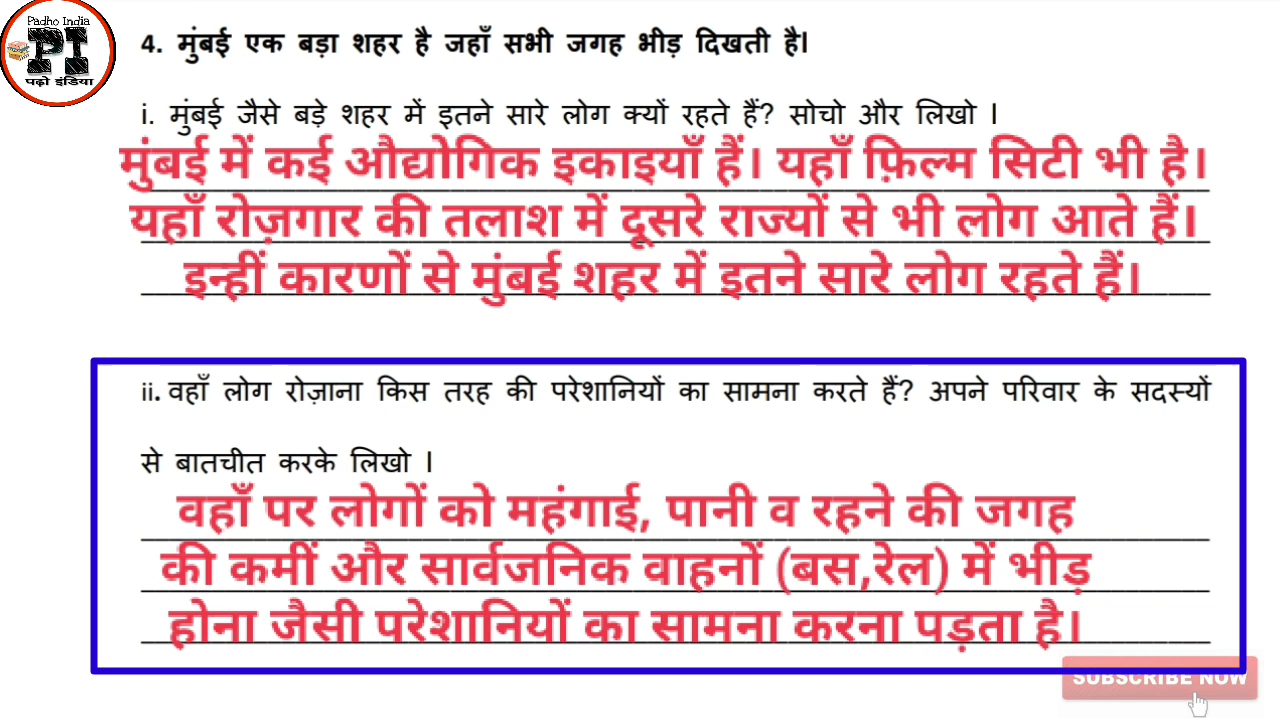 Padho India
PI
पढ़ो इंडिया
4. मुंबई एक बड़ा शहर है जहाँ सभी जगह भीड़ दिखती है।
i. मुंबई जैसे बड़े शहर में इतने सारे लोग क्यों रहते हैं? सोचो और लिखो ।
मुंबई में कई औद्योगिक इकाइयाँ हैं। यहाँ फ़िल्म सिटी भी है।
यहाँ रोज़गार की तलाश में दूसरे राज्यों से भी लोग आते हैं।
इन्हीं कारणों से मुंबई शहर में इतने सारे लोग रहते हैं।
ii. वहाँ लोग रोज़ाना किस तरह की परेशानियों का सामना करते हैं? अपने परिवार के सदस्यों
से बातचीत करके लिखो ।
वहाँ पर लोगों को महंगाई, पानी व रहने की जगह
की कमीं और सार्वजनिक वाहनों (बस,रेल) में भीड़
होना जैसी परेशानियों का सामना करना पड़ता है।
SUBSCRIBE NOW